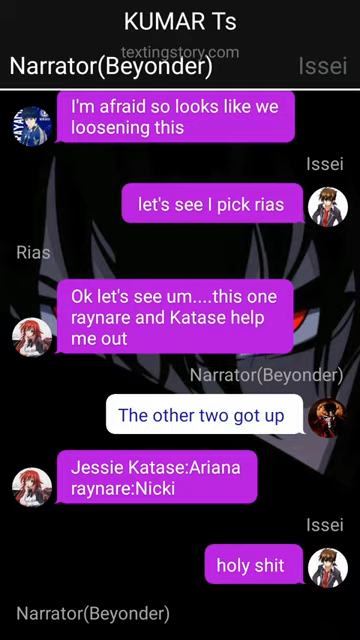 KUMAR Ts
textingstory.com
Narrator(Beyonder)
Issei
I'm afraid so looks like we
loosening this
Issei
let's see I pick rias
Rias
Ok let's see um....this one
raynare and Katase help
me out
Narrator(Beyonder)
The other two got up
Jessie Katase:Ariana
raynare:Nicki
Issei
holy shit
Narrator(Beyonder)